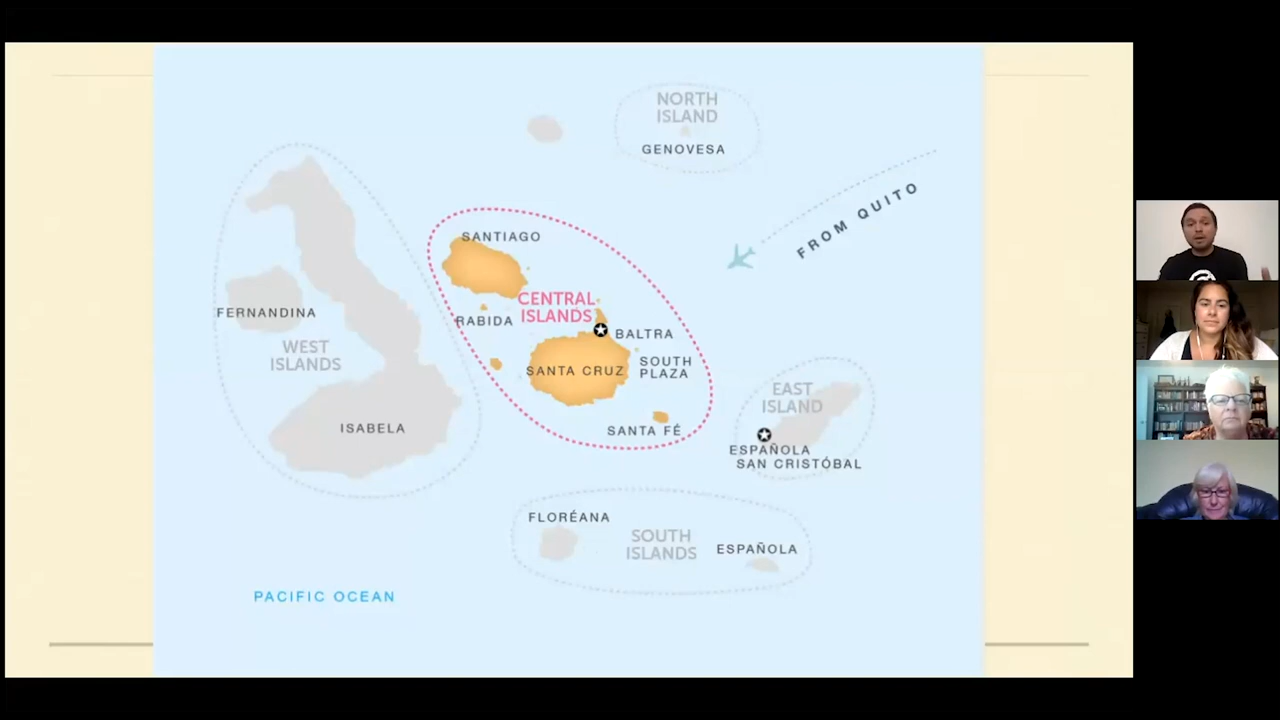 NORTH
ISLAND
GENOVESA
FROM QUITO
SANTIAGO
CENTRAL
ISLANDS
RABIDA
BALTRA
SANTA CRUZ
SOUTH
PLAZA
SANTA FÉ
FERNANDINA
WEST
ISLANDS
ISABELA
EAST
ISLAND
ESPAÑOLA
SAN CRISTÓBAL
FLORÉANA
SOUTH
ISLANDS
ESPAÑOLA
PACIFIC OCEAN